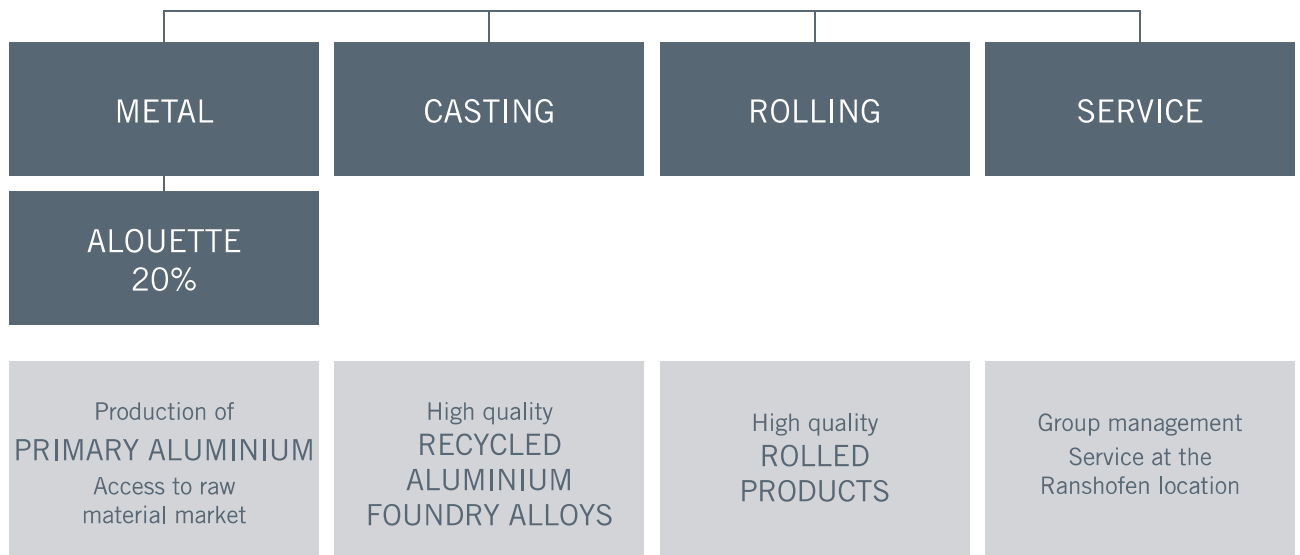 METAL
CASTING
ROLLING
SERVICE
ALOUETTE
20%
Production of
PRIMARY ALUMINIUM
Access to raw
material market
High quality
RECYCLED
ALUMINIUM
FOUNDRY ALLOYS
High quality
ROLLED
PRODUCTS
Group management
Service at the
Ranshofen location